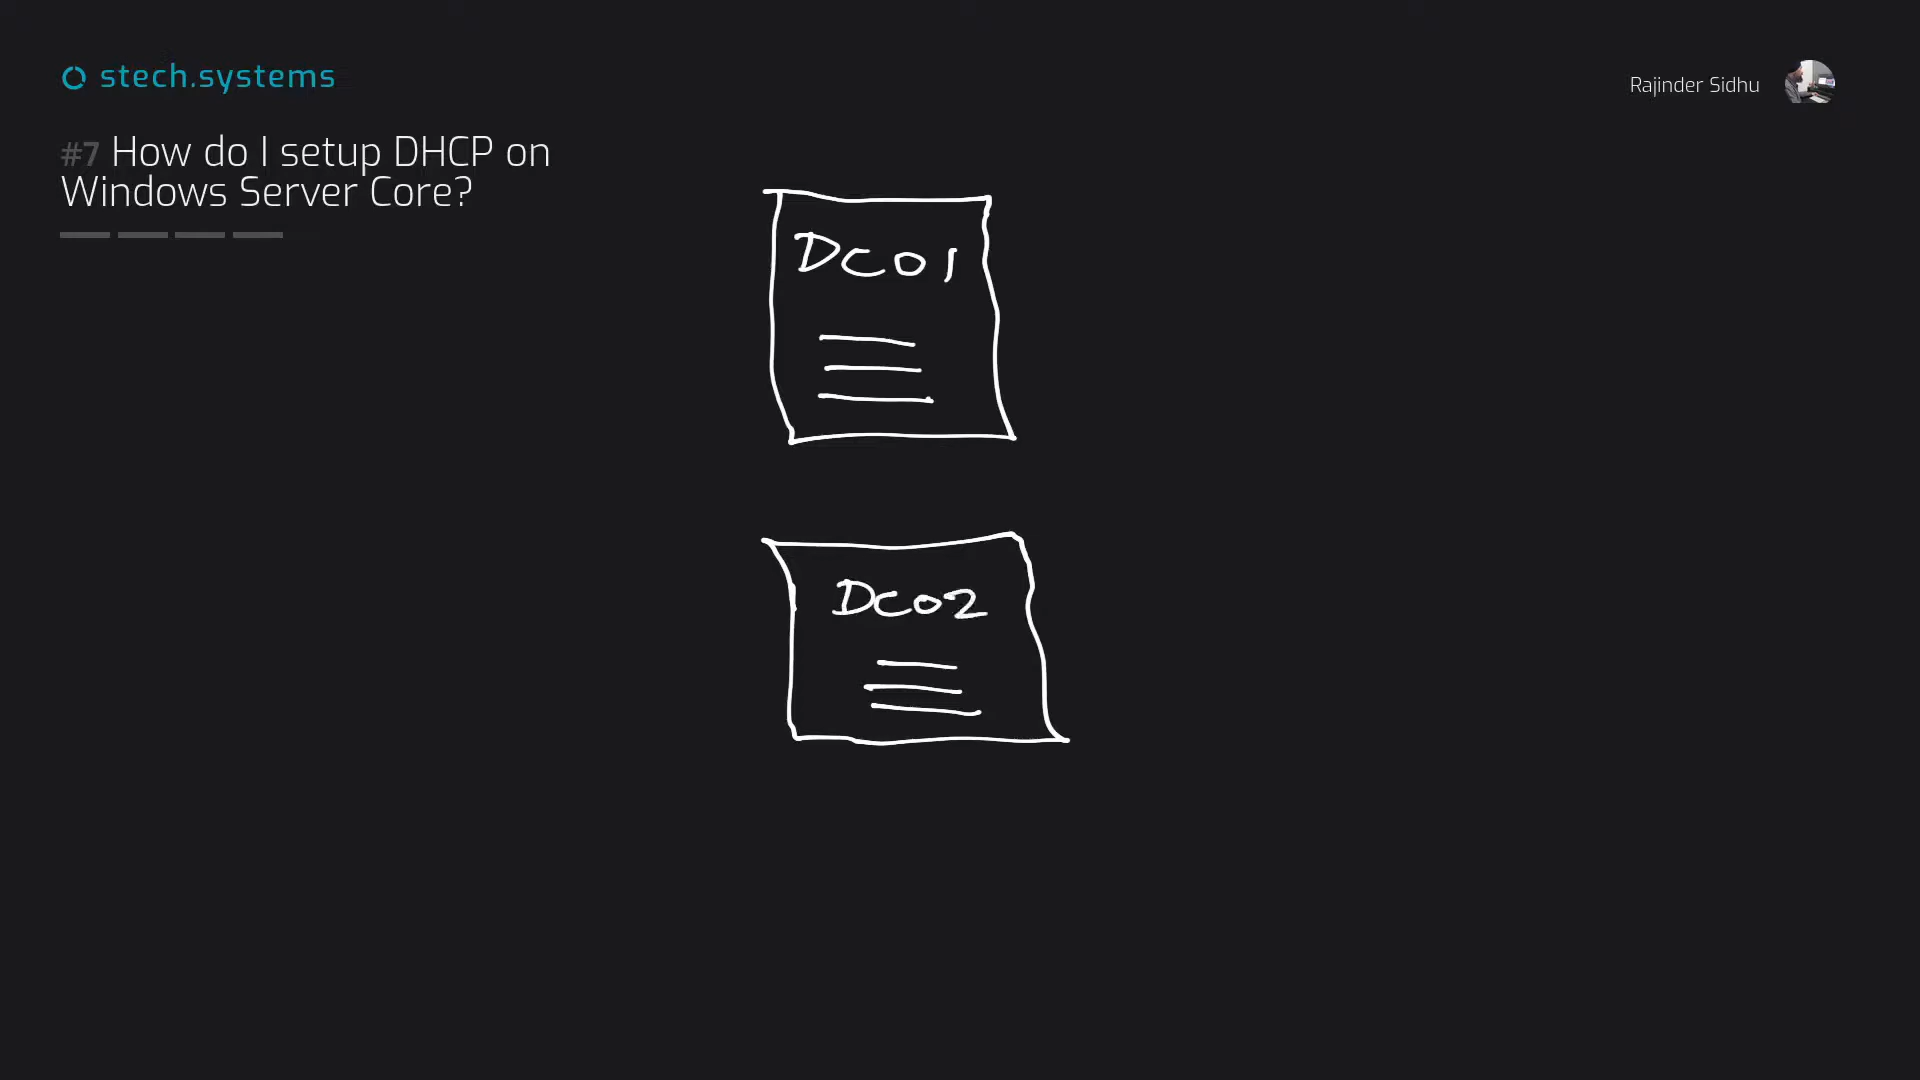 stech.systems
Rajinder Sidhu
#7 How do I setup DHCP on
Windows Server Core?
DC01
DC02